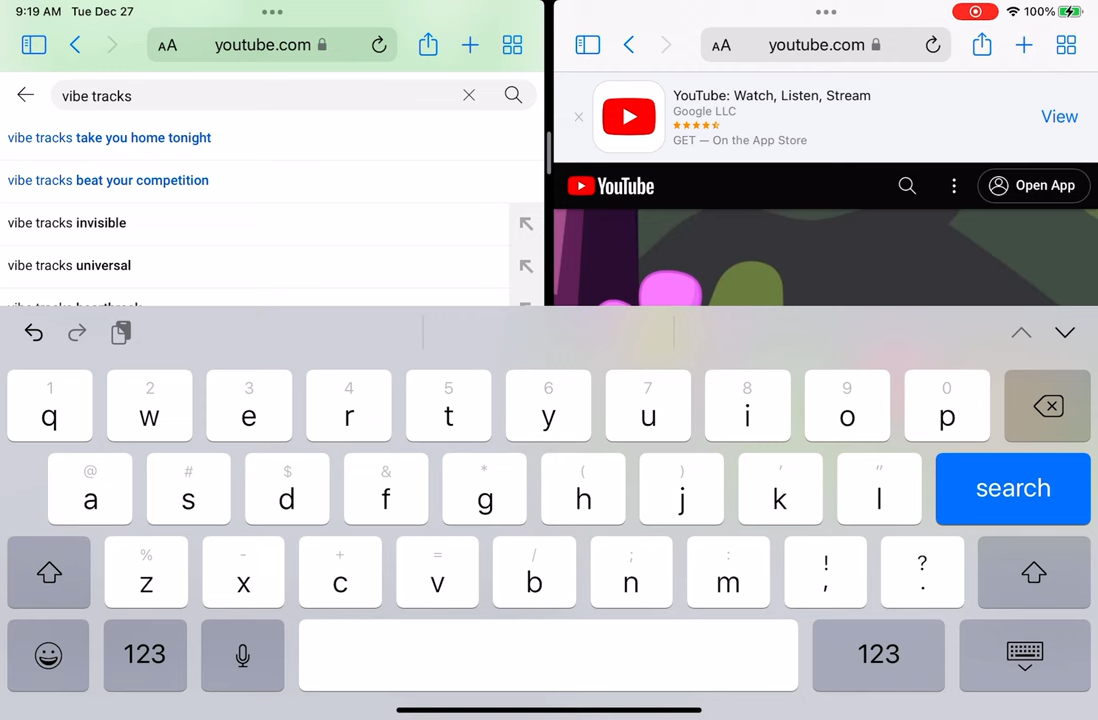 9:19 AM Tue Dec 27
100%
AA youtube.com
AA youtube.com
vibe tracks
vibe tracks take you home tonight
vibe tracks beat your competition
vibe tracks invisible
vibe tracks universal
YouTube: Watch, Listen, Stream
Google LLC
GET — On the App Store
View
YouTube
Open App
1 2 3 4 5 6 7 8 9 0
q w e r t y u i o p
@ # $ & * ( ) ' "
a s d f g h j k l search
% - + = / ; : ! ?
z x c v b n m , .
123 123